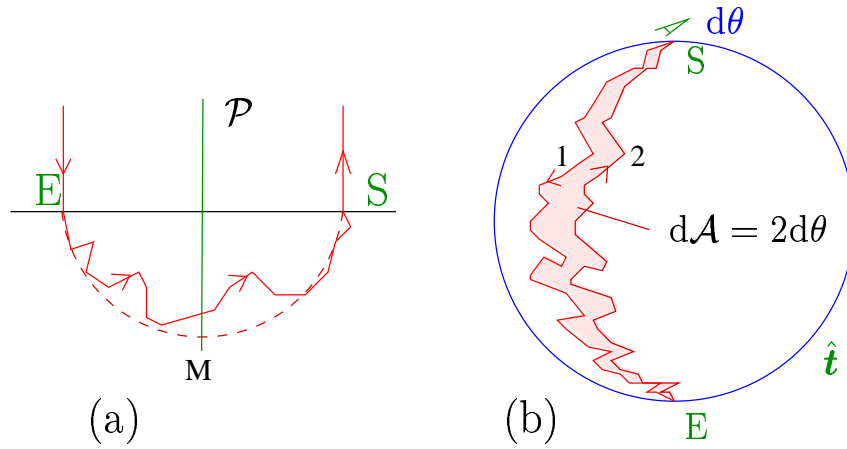 𝒫
E
S
M
(a)
dθ
S
1
2
d𝒜 = 2dθ
t̂
E
(b)